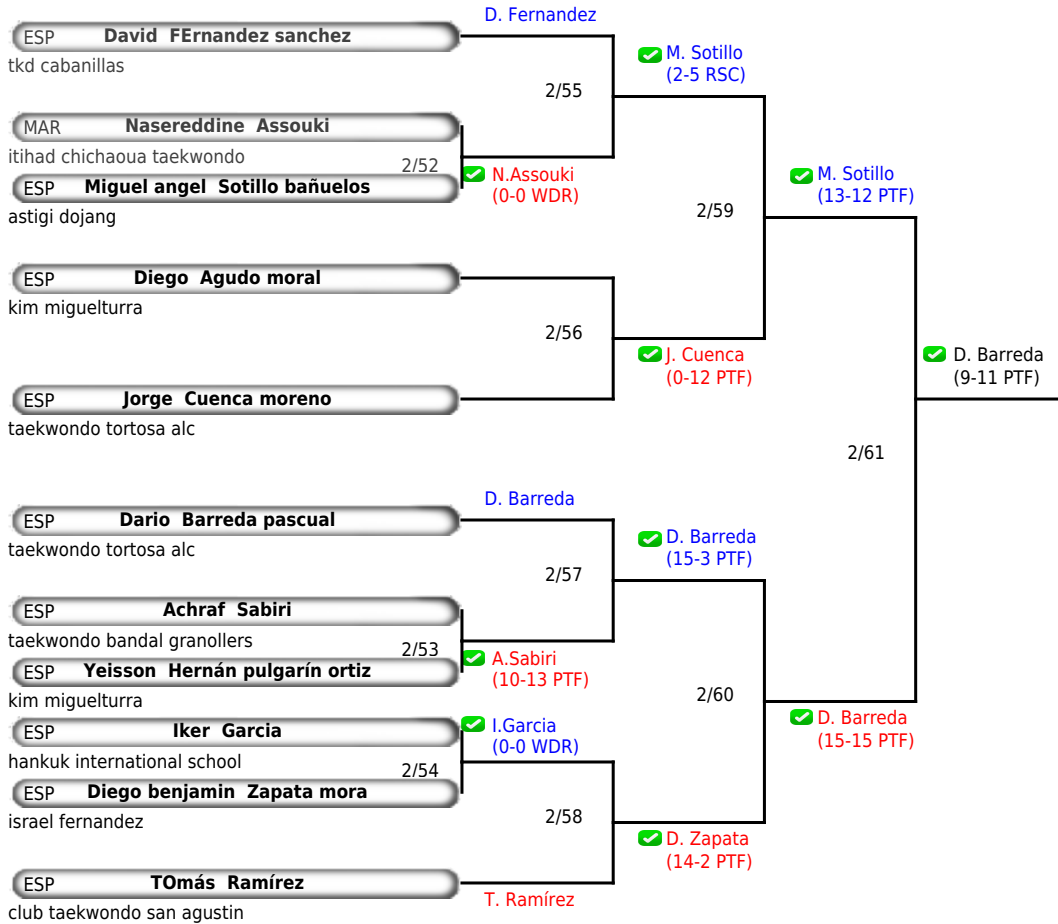 D. Fernandez
ESP David FErnandez sanchez
tkd cabanillas
2/55
M. Sotillo
(2-5 RSC)
MAR Nasereddine Assouki
itihad chichaoua taekwondo
2/52
N.Assouki
(0-0 WDR)
ESP Miguel angel Sotillo bañuelos
astigi dojang
M. Sotillo
(13-12 PTF)
2/59
ESP Diego Agudo moral
kim miguelturra
2/56
J. Cuenca
(0-12 PTF)
ESP Jorge Cuenca moreno
taekwondo tortosa alc
D. Barreda
(9-11 PTF)
2/61
D. Barreda
ESP Dario Barreda pascual
taekwondo tortosa alc
2/57
D. Barreda
(15-3 PTF)
ESP Achraf Sabiri
taekwondo bandal granollers
2/53
A.Sabiri
(10-13 PTF)
ESP Yeisson Hernán pulgarín ortiz
kim miguelturra
2/60
D. Barreda
(15-15 PTF)
ESP Iker Garcia
hankuk international school
I.Garcia
(0-0 WDR)
2/54
ESP Diego benjamin Zapata mora
israel fernandez
2/58
D. Zapata
(14-2 PTF)
ESP TOmás Ramírez
club taekwondo san agustin
T. Ramírez